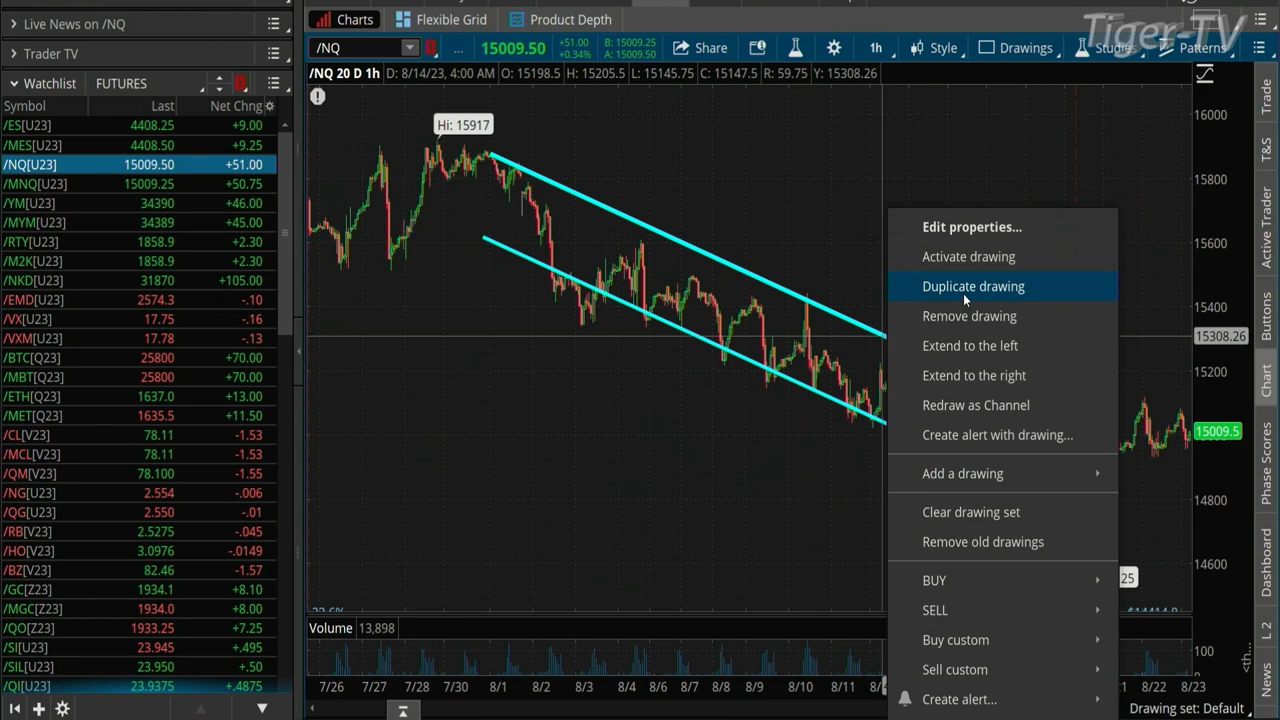 Live News on /NQ
Trader TV
Watchlist FUTURES
Symbol Last Net Chng
/ES[U23] 4408.25 +9.00
/MES[U23] 4408.50 +9.25
/NQ[U23] 15009.50 +51.00
/MNQ[U23] 15009.25 +50.75
/YM[U23] 34390 +46.00
/MYM[U23] 34389 +45.00
/RTY[U23] 1858.9 +2.30
/M2K[U23] 1858.9 +2.30
/NKD[U23] 31870 +105.00
/EMD[U23] 2574.3 -.10
/VX[U23] 17.75 -.16
/VXM[U23] 17.78 -.13
/BTC[Q23] 25800 +70.00
/MBT[Q23] 25800 +70.00
/ETH[Q23] 1637.0 +13.00
/MET[Q23] 1635.5 +11.50
/CL[V23] 78.11 -1.53
/MCL[V23] 78.11 -1.53
/QM[V23] 78.100 -1.55
/NG[U23] 2.554 -.006
/QG[U23] 2.550 -.01
/RB[V23] 2.5275 -.045
/HO[V23] 3.0976 -.0149
/BZ[V23] 82.46 -1.57
/GC[Z23] 1934.1 +8.10
/MGC[Z23] 1934.0 +8.00
/QO[Z23] 1933.25 +7.25
/SI[U23] 23.945 +.495
/SIL[U23] 23.950 +.50
/QI[U23] 23.9375 +.4875
Charts Flexible Grid Product Depth
Tiger-TV
/NQ 15009.50 +51.00 +0.34% B: 15009.25 A: 15009.50 Share 1h Style Drawings Studies Patterns
/NQ 20 D 1h D: 8/14/23, 4:00 AM O: 15198.5 H: 15205.5 L: 15145.75 C: 15147.5 R: 59.75 Y: 15308.26
Hi: 15917
16000
15800
15600
15400
15308.26
15200
15009.5
14800
14600
Edit properties...
Activate drawing
Duplicate drawing
Remove drawing
Extend to the left
Extend to the right
Redraw as Channel
Create alert with drawing...
Add a drawing
Clear drawing set
Remove old drawings
BUY
SELL
Buy custom
Sell custom
Create alert...
25
Volume 13,898
100
0
7/26 7/27 7/28 7/30 8/1 8/2 8/3 8/4 8/6 8/7 8/8 8/9 8/10 8/11 8/22 8/23
Drawing set: Default
Trade
T&S
Active Trader
Buttons
Chart
Phase Scores
Dashboard
L 2
News